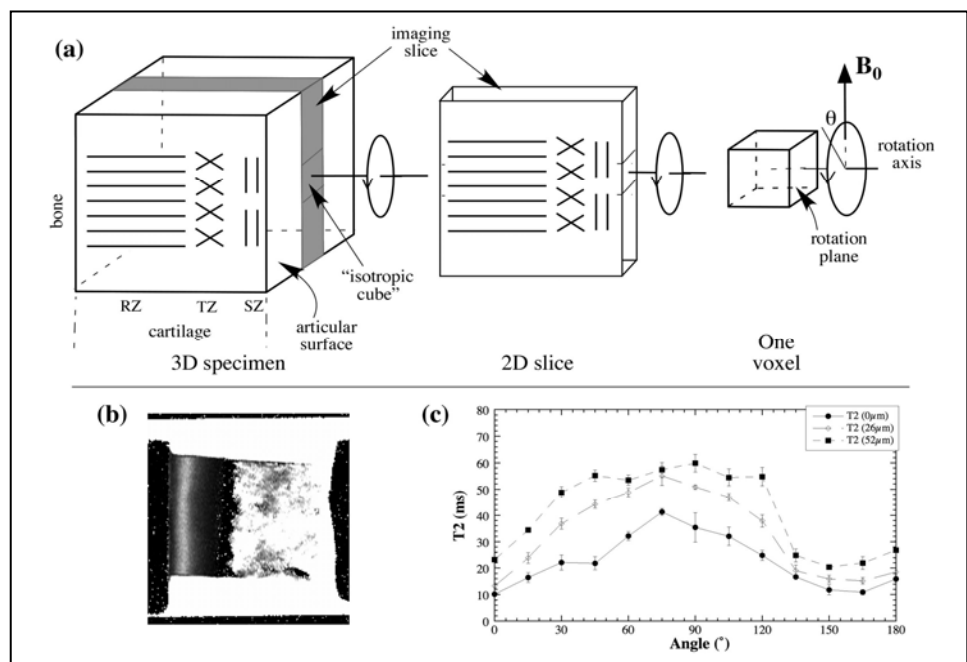 (a)
imaging
slice
B0
θ
rotation
axis
bone
rotation
plane
"isotropic
cube"
RZ TZ SZ
articular
surface
cartilage
3D specimen 2D slice One
voxel
(b) (c)
80
70
60
50
40
30
20
10
0
T2 (ms)
T2 (0µm)
T2 (26µm)
T2 (52µm)
0 30 60 90 120 150 180
Angle (°)